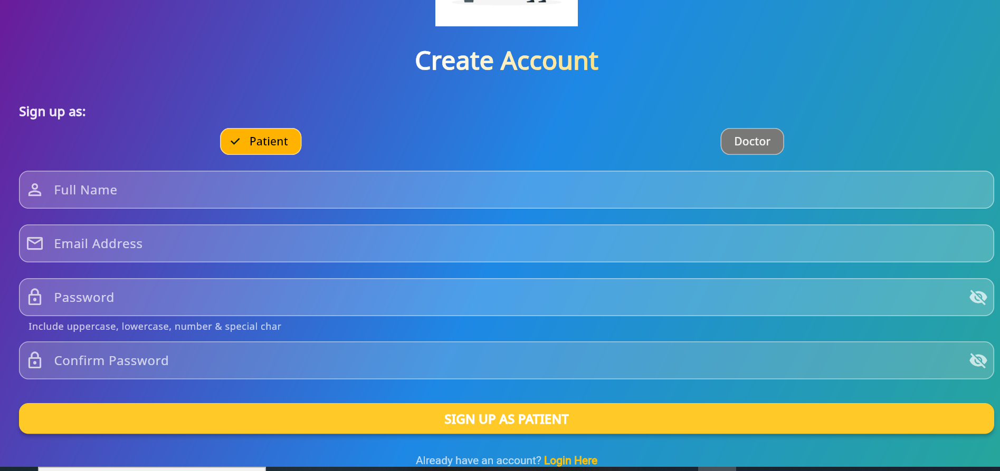 Create Account
Sign up as:
Patient
Doctor
Full Name
Email Address
Password
Include uppercase, lowercase, number & special char
Confirm Password
SIGN UP AS PATIENT
Already have an account? Login Here